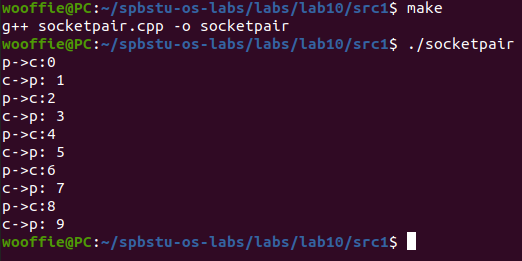 wooffie@PC:~/spbstu-os-labs/labs/lab10/src1$ make
g++ socketpair.cpp -o socketpair
wooffie@PC:~/spbstu-os-labs/labs/lab10/src1$ ./socketpair
p->c:0
c->p: 1
p->c:2
c->p: 3
p->c:4
c->p: 5
p->c:6
c->p: 7
p->c:8
c->p: 9
wooffie@PC:~/spbstu-os-labs/labs/lab10/src1$